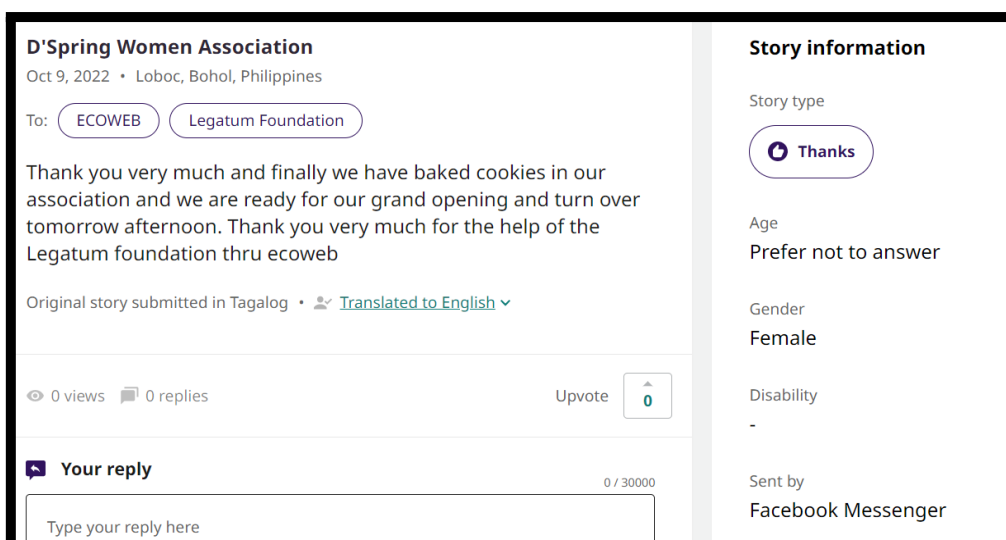 D'Spring Women Association
Oct 9, 2022 • Loboc, Bohol, Philippines
To: ECOWEB Legatum Foundation
Thank you very much and finally we have baked cookies in our
association and we are ready for our grand opening and turn over
tomorrow afternoon. Thank you very much for the help of the
Legatum foundation thru ecoweb
Original story submitted in Tagalog • Translated to English
0 views 0 replies
Upvote 0
Your reply
0 / 30000
Type your reply here
Story information
Story type
Thanks
Age
Prefer not to answer
Gender
Female
Disability
-
Sent by
Facebook Messenger